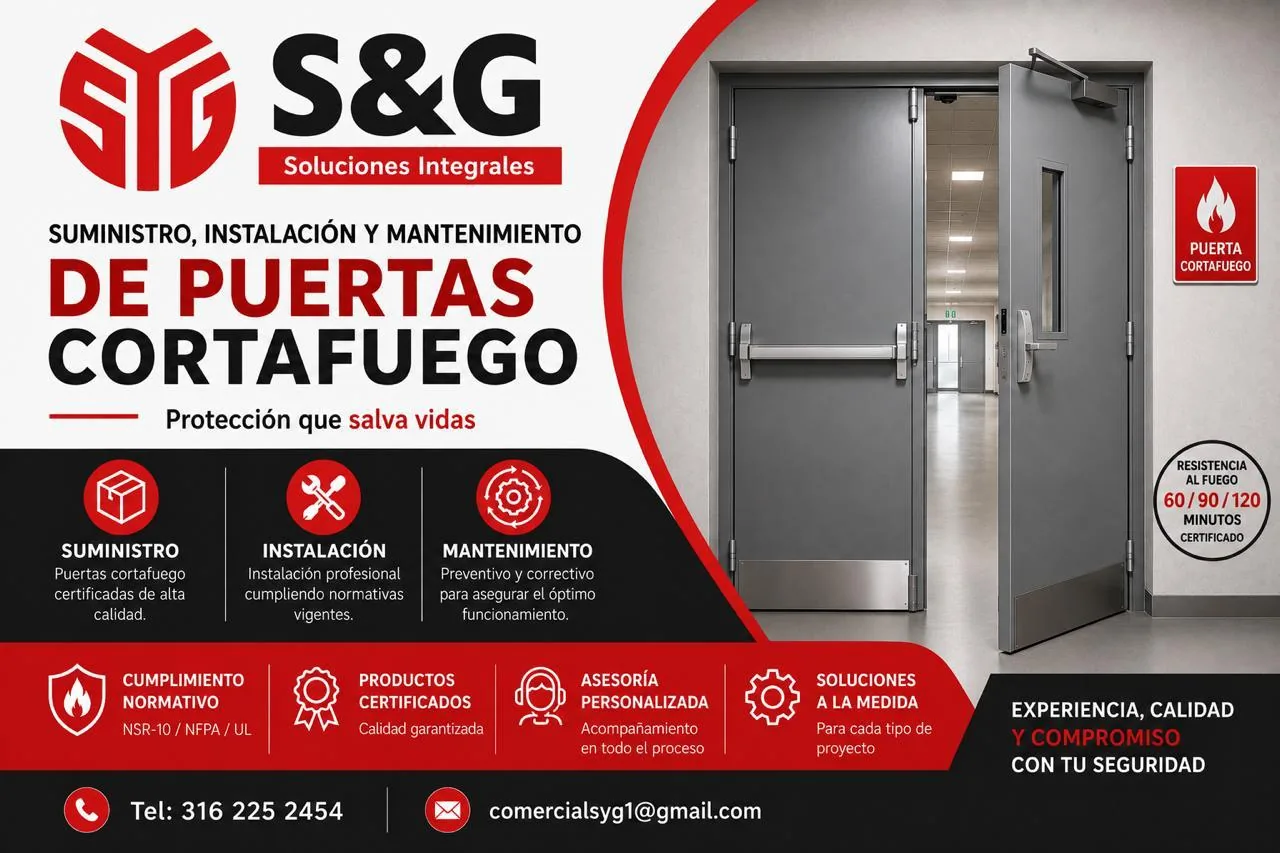 SYG
S&G
Soluciones Integrales
SUMINISTRO, INSTALACIÓN Y MANTENIMIENTO
DE PUERTAS
CORTAFUEGO
Protección que salva vidas
PUERTA
CORTAFUEGO
RESISTENCIA
AL FUEGO
60 / 90 / 120
MINUTOS
CERTIFICADO
SUMINISTRO
Puertas cortafuego
certificadas de alta
calidad.
INSTALACIÓN
Instalación profesional
cumpliendo normativas
vigentes.
MANTENIMIENTO
Preventivo y correctivo
para asegurar el óptimo
funcionamiento.
CUMPLIMIENTO
NORMATIVO
NSR-10 / NFPA / UL
PRODUCTOS
CERTIFICADOS
Calidad garantizada
ASESORÍA
PERSONALIZADA
Acompañamiento
en todo el proceso
SOLUCIONES
A LA MEDIDA
Para cada tipo de
proyecto
EXPERIENCIA, CALIDAD
Y COMPROMISO
CON TU SEGURIDAD
Tel: 316 225 2454
comercialsyg1@gmail.com